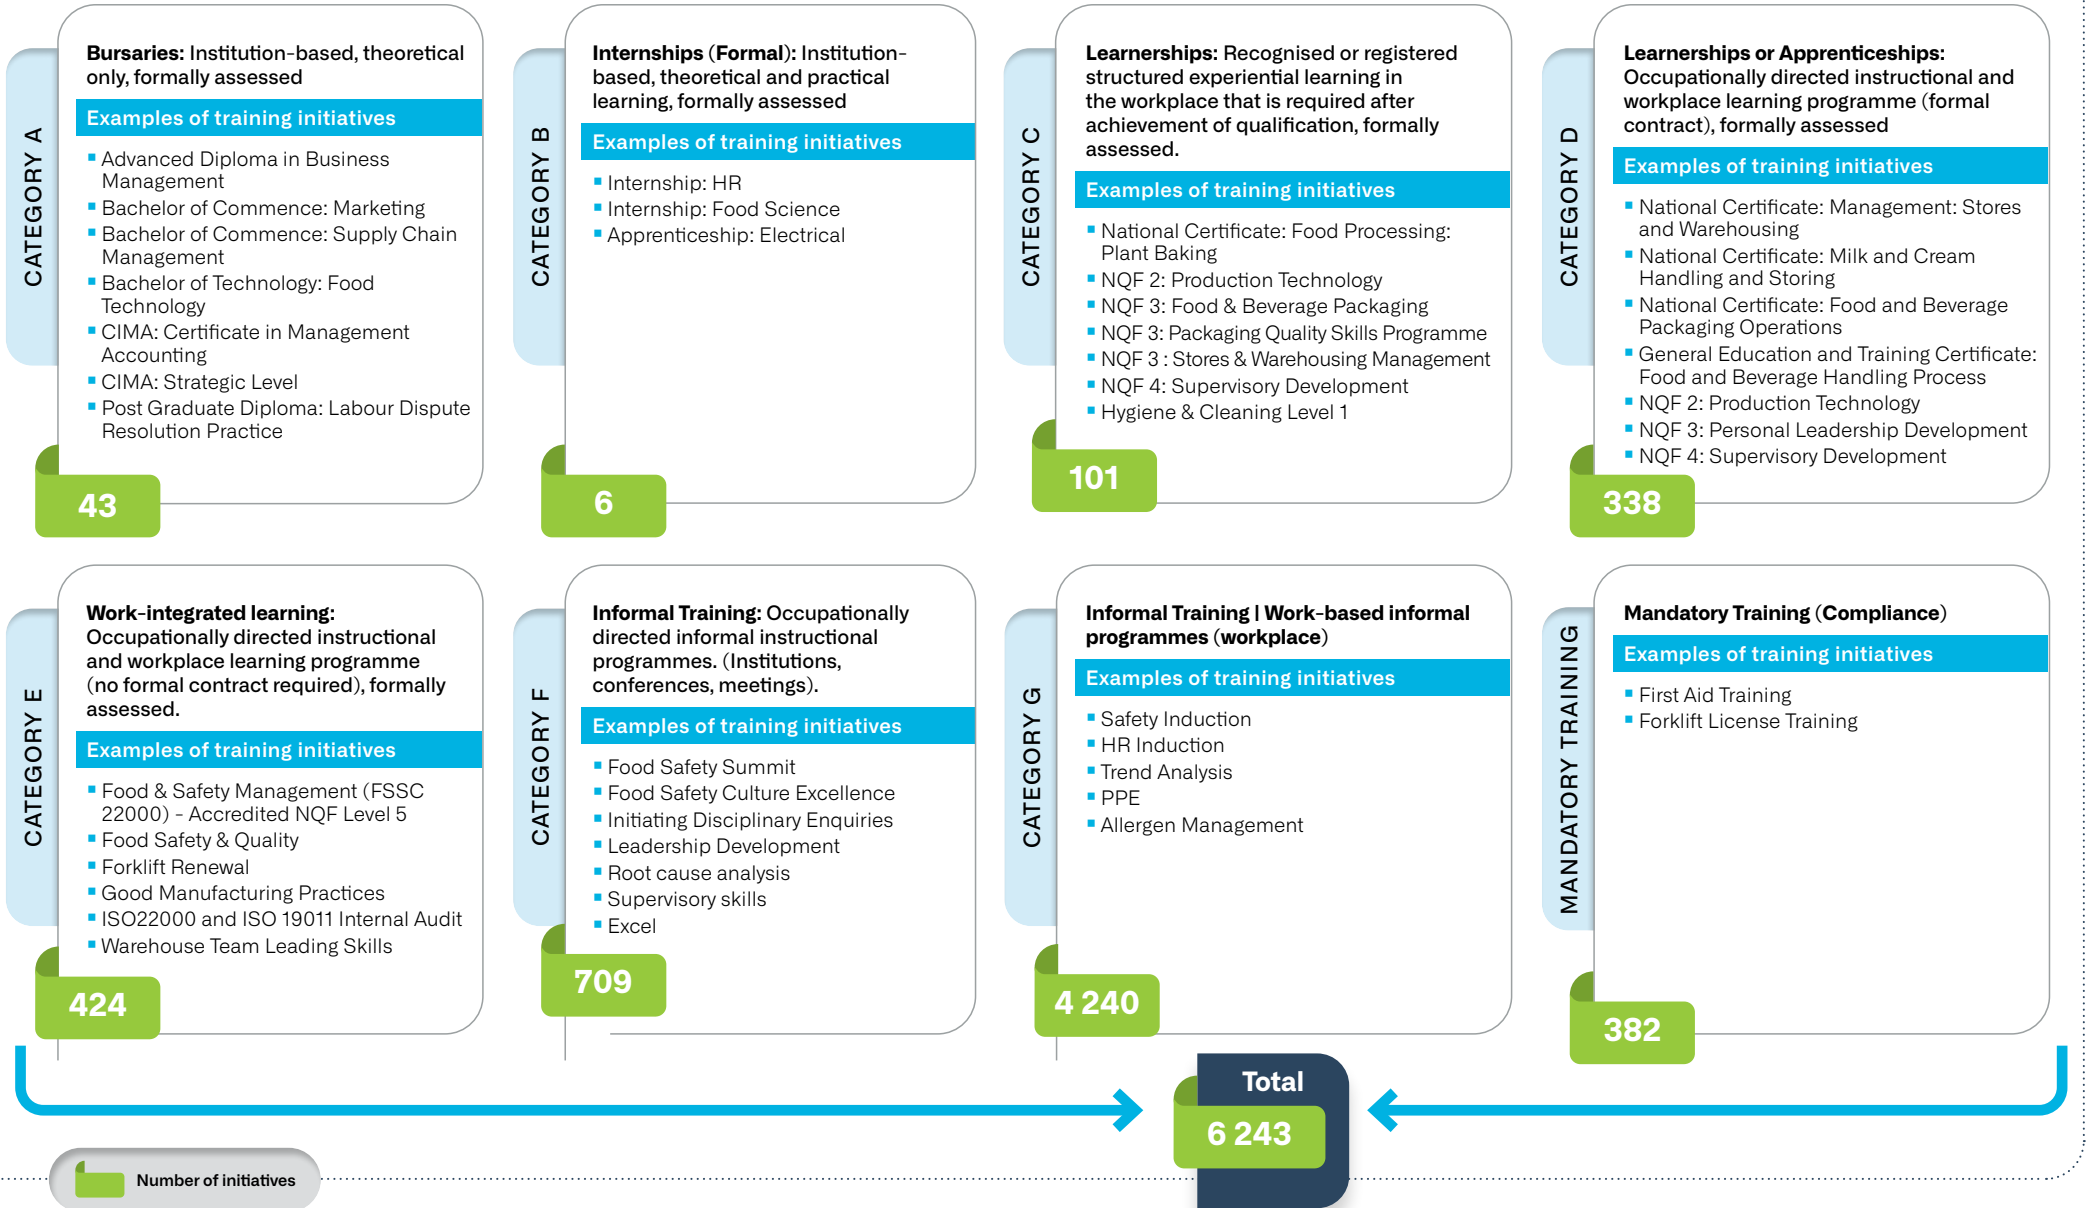 CATEGORY A
Bursaries: Institution-based, theoretical
only, formally assessed
Examples of training initiatives
▪ Advanced Diploma in Business
Management
▪ Bachelor of Commence: Marketing
▪ Bachelor of Commence: Supply Chain
Management
▪ Bachelor of Technology: Food
Technology
▪ CIMA: Certificate in Management
Accounting
▪ CIMA: Strategic Level
▪ Post Graduate Diploma: Labour Dispute
Resolution Practice
43
CATEGORY B
Internships (Formal): Institution-
based, theoretical and practical
learning, formally assessed
Examples of training initiatives
▪ Internship: HR
▪ Internship: Food Science
▪ Apprenticeship: Electrical
6
CATEGORY C
Learnerships: Recognised or registered
structured experiential learning in
the workplace that is required after
achievement of qualification, formally
assessed.
Examples of training initiatives
▪ National Certificate: Food Processing:
Plant Baking
▪ NQF 2: Production Technology
▪ NQF 3: Food & Beverage Packaging
▪ NQF 3: Packaging Quality Skills Programme
▪ NQF 3 : Stores & Warehousing Management
▪ NQF 4: Supervisory Development
▪ Hygiene & Cleaning Level 1
101
CATEGORY D
Learnerships or Apprenticeships:
Occupationally directed instructional and
workplace learning programme (formal
contract), formally assessed
Examples of training initiatives
▪ National Certificate: Management: Stores
and Warehousing
▪ National Certificate: Milk and Cream
Handling and Storing
▪ National Certificate: Food and Beverage
Packaging Operations
▪ General Education and Training Certificate:
Food and Beverage Handling Process
▪ NQF 2: Production Technology
▪ NQF 3: Personal Leadership Development
▪ NQF 4: Supervisory Development
338
CATEGORY E
Work-integrated learning:
Occupationally directed instructional
and workplace learning programme
(no formal contract required), formally
assessed.
Examples of training initiatives
▪ Food & Safety Management (FSSC
22000) - Accredited NQF Level 5
▪ Food Safety & Quality
▪ Forklift Renewal
▪ Good Manufacturing Practices
▪ ISO22000 and ISO 19011 Internal Audit
▪ Warehouse Team Leading Skills
424
CATEGORY F
Informal Training: Occupationally
directed informal instructional
programmes. (Institutions,
conferences, meetings).
Examples of training initiatives
▪ Food Safety Summit
▪ Food Safety Culture Excellence
▪ Initiating Disciplinary Enquiries
▪ Leadership Development
▪ Root cause analysis
▪ Supervisory skills
▪ Excel
709
CATEGORY G
Informal Training | Work-based informal
programmes (workplace)
Examples of training initiatives
▪ Safety Induction
▪ HR Induction
▪ Trend Analysis
▪ PPE
▪ Allergen Management
4 240
MANDATORY TRAINING
Mandatory Training (Compliance)
Examples of training initiatives
▪ First Aid Training
▪ Forklift License Training
382
Total
6 243
Number of initiatives